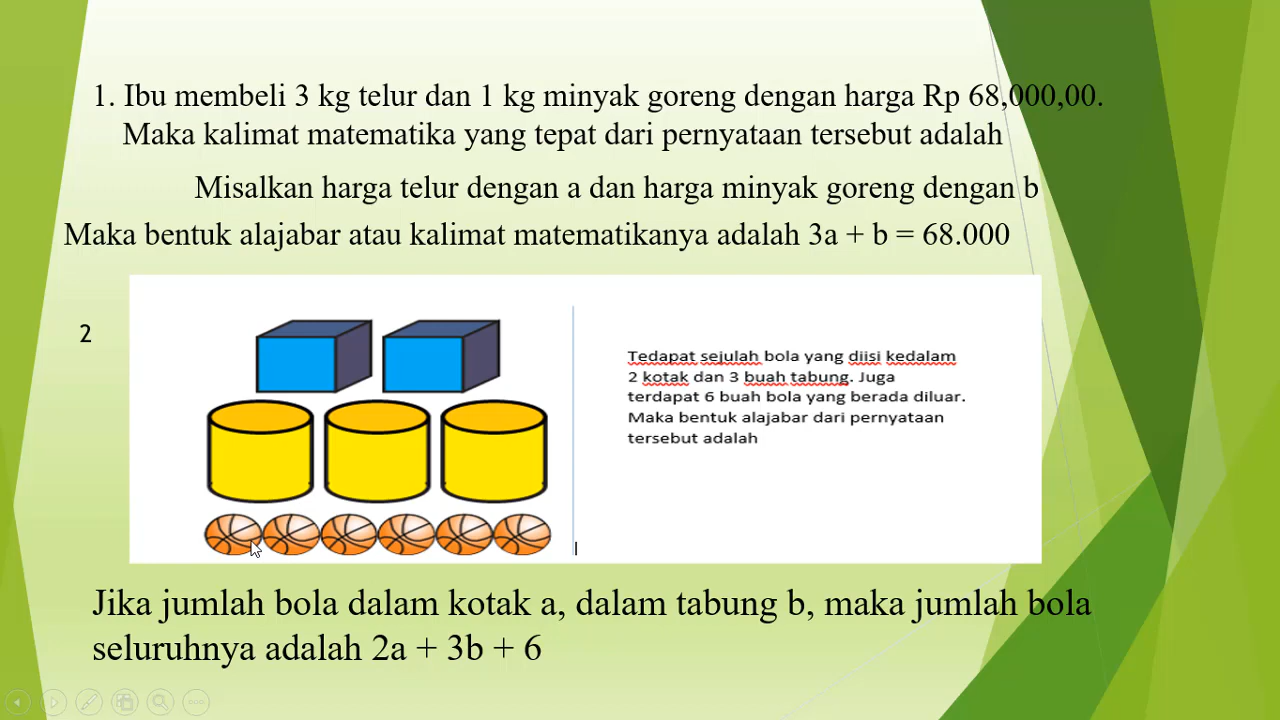 1. Ibu membeli 3 kg telur dan 1 kg minyak goreng dengan harga Rp 68,000,00.
Maka kalimat matematika yang tepat dari pernyataan tersebut adalah
Misalkan harga telur dengan a dan harga minyak goreng dengan b
Maka bentuk alajabar atau kalimat matematikanya adalah 3a + b = 68.000
2
Tedapat sejulah bola yang diisi kedalam
2 kotak dan 3 buah tabung. Juga
terdapat 6 buah bola yang berada diluar.
Maka bentuk alajabar dari pernyataan
tersebut adalah
Jika jumlah bola dalam kotak a, dalam tabung b, maka jumlah bola
seluruhnya adalah 2a + 3b + 6